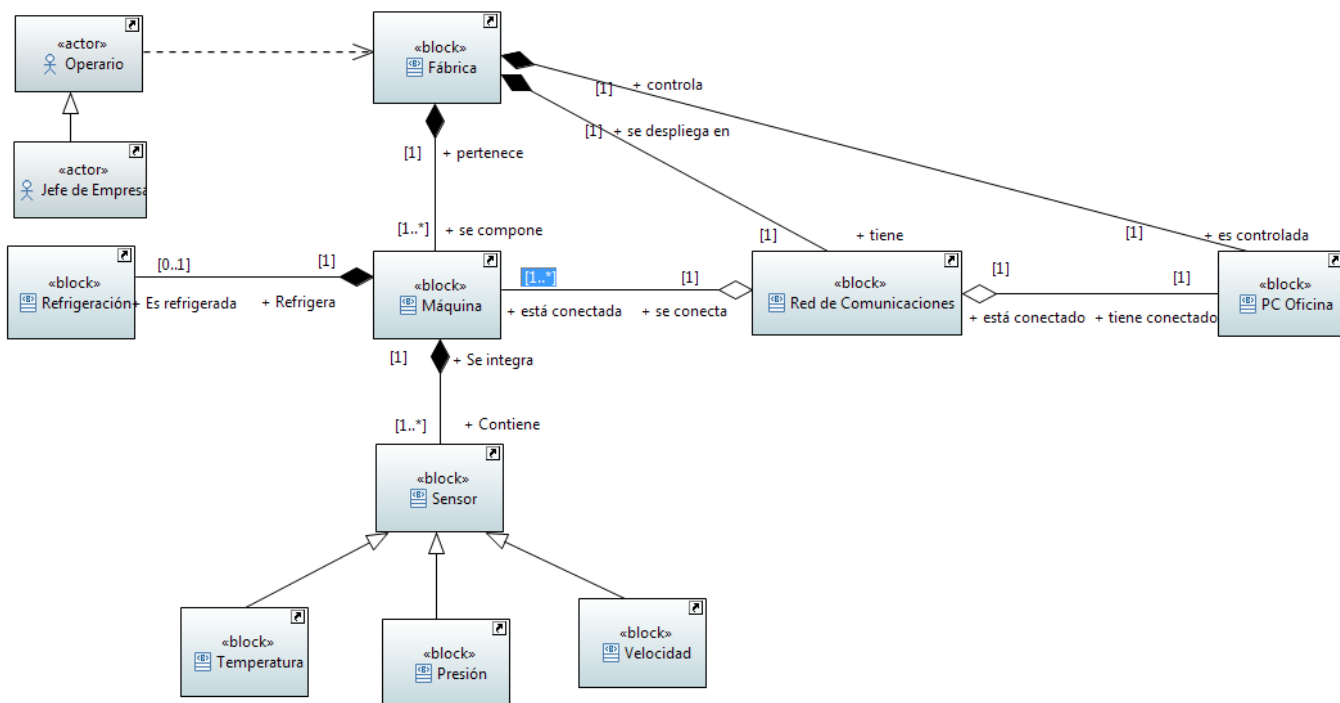 «actor»
Operario
«block»
Fábrica
[1]
+ controla
[1]
+ se despliega en
«actor»
Jefe de Empresa
[1]
+ pertenece
[1..*]
+ se compone
[1]
+ tiene
[1]
+ es controlada
«block»
Refrigeración
[0..1]
[1]
+ Es refrigerada
+ Refrigera
«block»
Máquina
[1..*]
[1]
+ está conectada
+ se conecta
«block»
Red de Comunicaciones
[1]
[1]
+ está conectado
+ tiene conectado
«block»
PC Oficina
[1]
+ Se integra
[1..*]
+ Contiene
«block»
Sensor
«block»
Temperatura
«block»
Presión
«block»
Velocidad